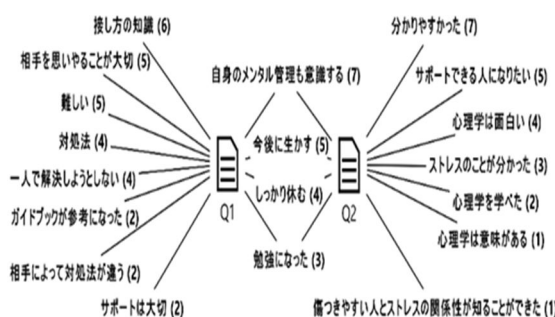 接し方の知識 (6)
相手を思いやることが大切 (5)
難しい (5)
対処法 (4)
一人で解決しようとしない (4)
ガイドブックが参考になった (2)
相手によって対処法が違う (2)
サポートは大切 (2)
Q1
自身のメンタル管理も意識する (7)
今後に生かす (5)
しっかり休む (4)
勉強になった (3)
Q2
分かりやすかった (7)
サポートできる人になりたい (5)
心理学は面白い (4)
ストレスのことが分かった (3)
心理学を学べた (2)
心理学は意味がある (1)
傷つきやすい人とストレスの関係性が知ることができた (1)